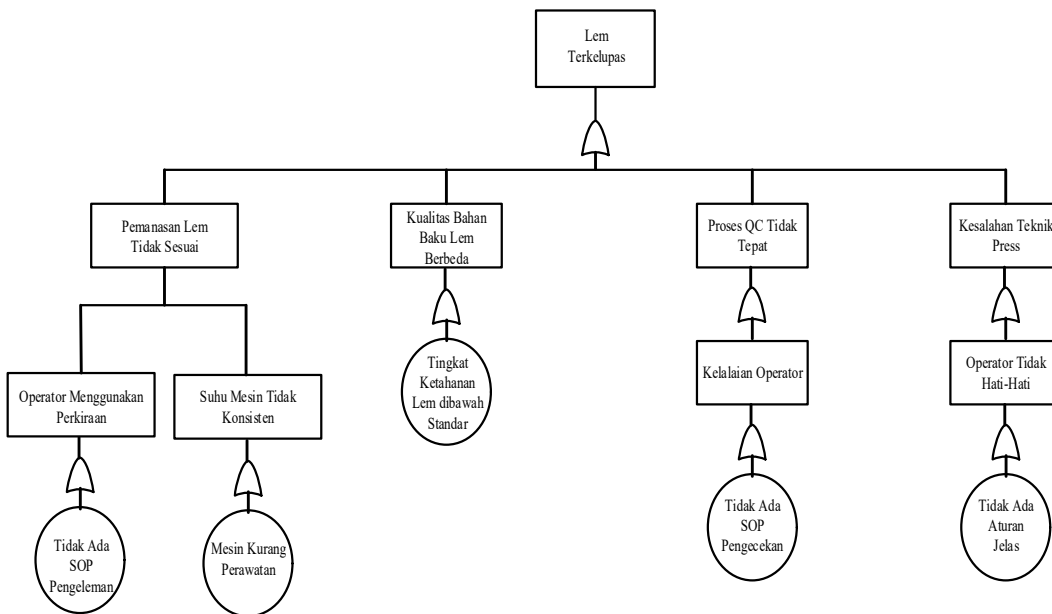 Lem
Terkelupas
Pemanasan Lem
Tidak Sesuai
Kualitas Bahan
Baku Lem
Berbeda
Proses QC Tidak
Tepat
Kesalahan Teknik
Press
Operator Menggunakan
Perkiraan
Suhu Mesin Tidak
Konsisten
Tingkat
Ketahanan
Lem dibawah
Standar
Kelalaian Operator
Operator Tidak
Hati-Hati
Tidak Ada
SOP
Pengeleman
Mesin Kurang
Perawatan
Tidak Ada
SOP
Pengecekan
Tidak Ada
Aturan
Jelas